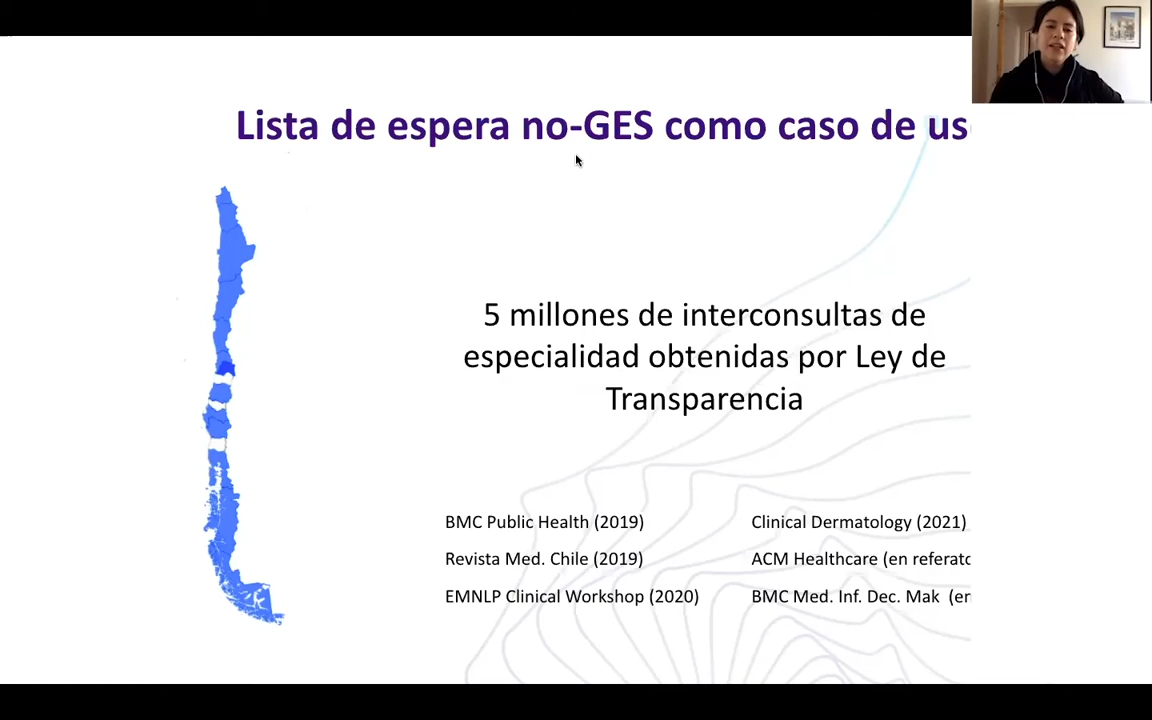 Lista de espera no-GES como caso de us
5 millones de interconsultas de
especialidad obtenidas por Ley de
Transparencia
BMC Public Health (2019)
Clinical Dermatology (2021)
Revista Med. Chile (2019)
ACM Healthcare (en referato
EMNLP Clinical Workshop (2020)
BMC Med. Inf. Dec. Mak (en